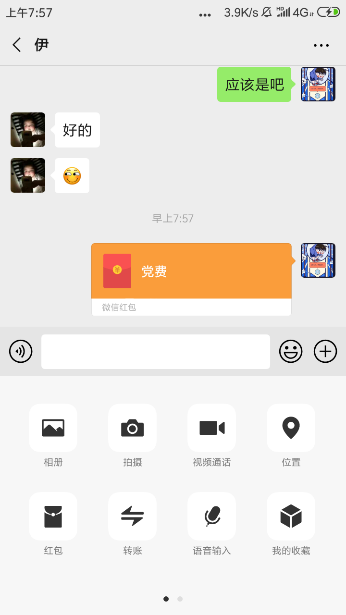 上午7:57
... 3.9K/s 4G
伊
应该是吧
好的
早上7:57
党费
微信红包
相册 拍摄 视频通话 位置
红包 转账 语音输入 我的收藏